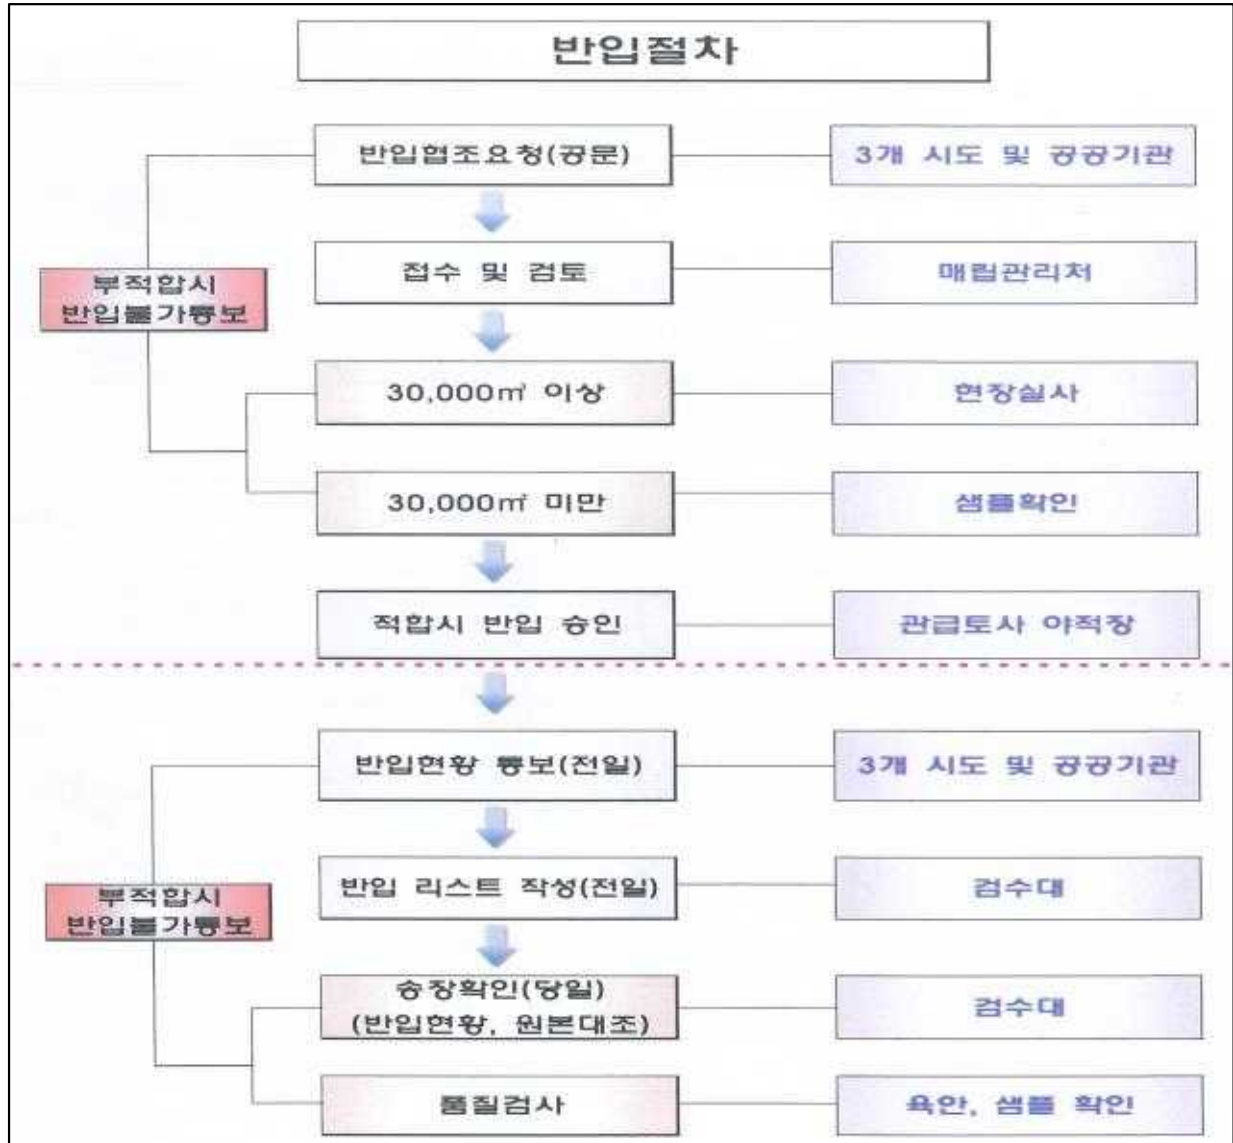 반입절차
반입협조요청(공문)
3개 시도 및 공공기관
접수 및 검토
매립관리처
부적합시
반입불가통보
30,000㎥ 이상
현장실사
30,000㎥ 미만
샘플확인
적합시 반입 승인
관급토사 야적장
반입현황 통보(전일)
3개 시도 및 공공기관
반입 리스트 작성(전일)
검수대
부적합시
반입불가통보
송장확인(당일)
(반입현황, 원본대조)
검수대
품질검사
육안, 샘플 확인